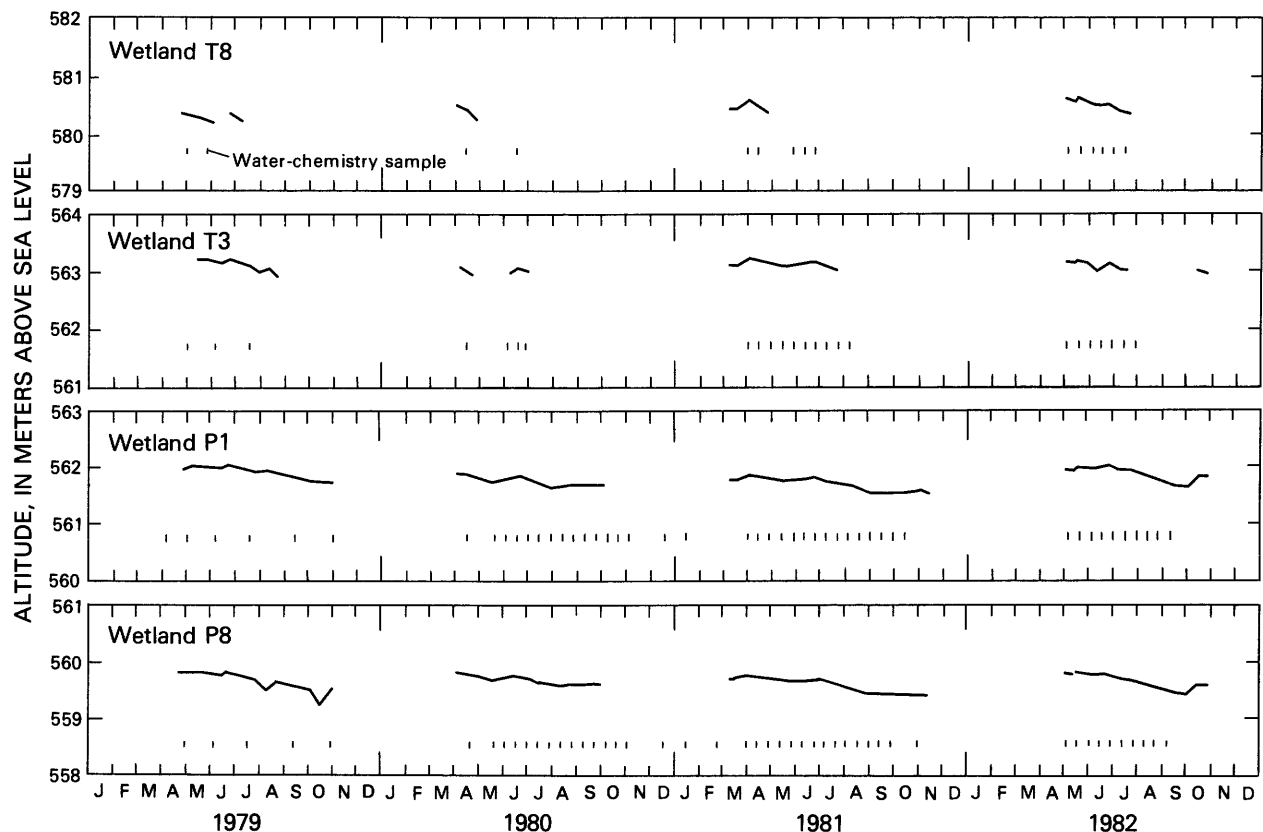 ALTITUDE, IN METERS ABOVE SEA LEVEL
582
Wetland T8
581
580
Water-chemistry sample
579
564
Wetland T3
563
562
561
563
Wetland P1
562
561
560
561
Wetland P8
560
559
558
J F M A M J J A S O N D J F M A M J J A S O N D J F M A M J J A S O N D J F M A M J J A S O N D
1979 1980 1981 1982